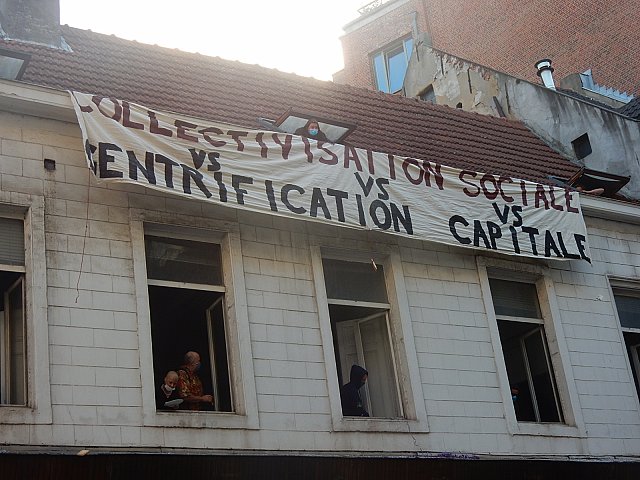 COLLECTIVISATION SOCIALE
VS VS VS
GENTRIFICATION CAPITALE